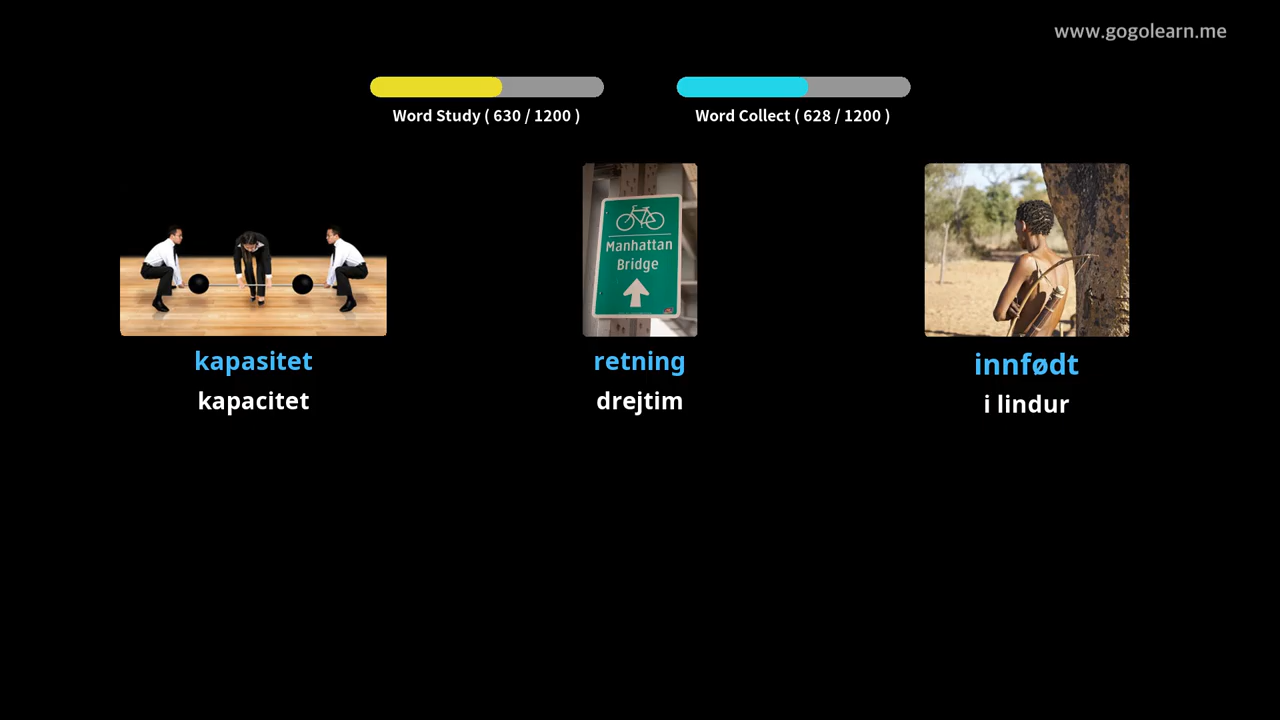 www.gogolearn.me
Word Study ( 630 / 1200 )
Word Collect ( 628 / 1200 )
Manhattan
Bridge
kapasitet
kapacitet
retning
drejtim
innfødt
i lindur